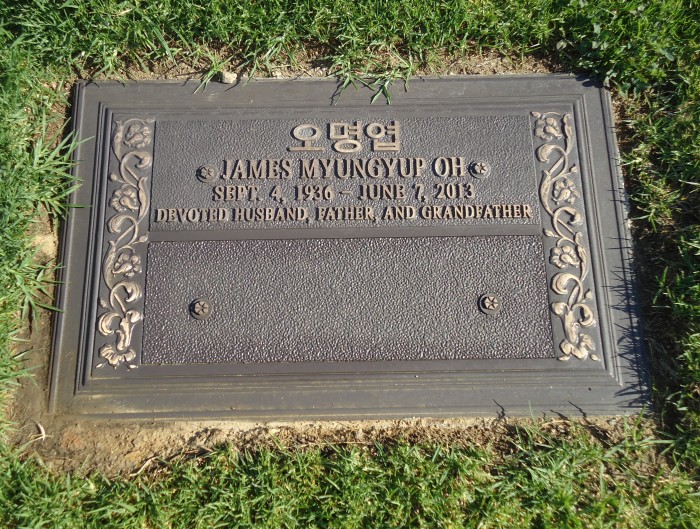 오명엽
JAMES MYUNGYUP OH
SEPT. 4, 1936 – JUNE 7, 2013
DEVOTED HUSBAND, FATHER, AND GRANDFATHER